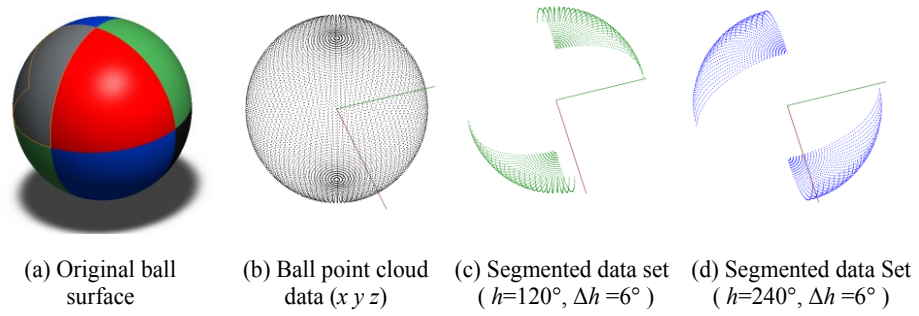 (a) Original ball
surface
(b) Ball point cloud
data (x y z)
(c) Segmented data set
( h=120°, Δh =6° )
(d) Segmented data Set
( h=240°, Δh =6° )